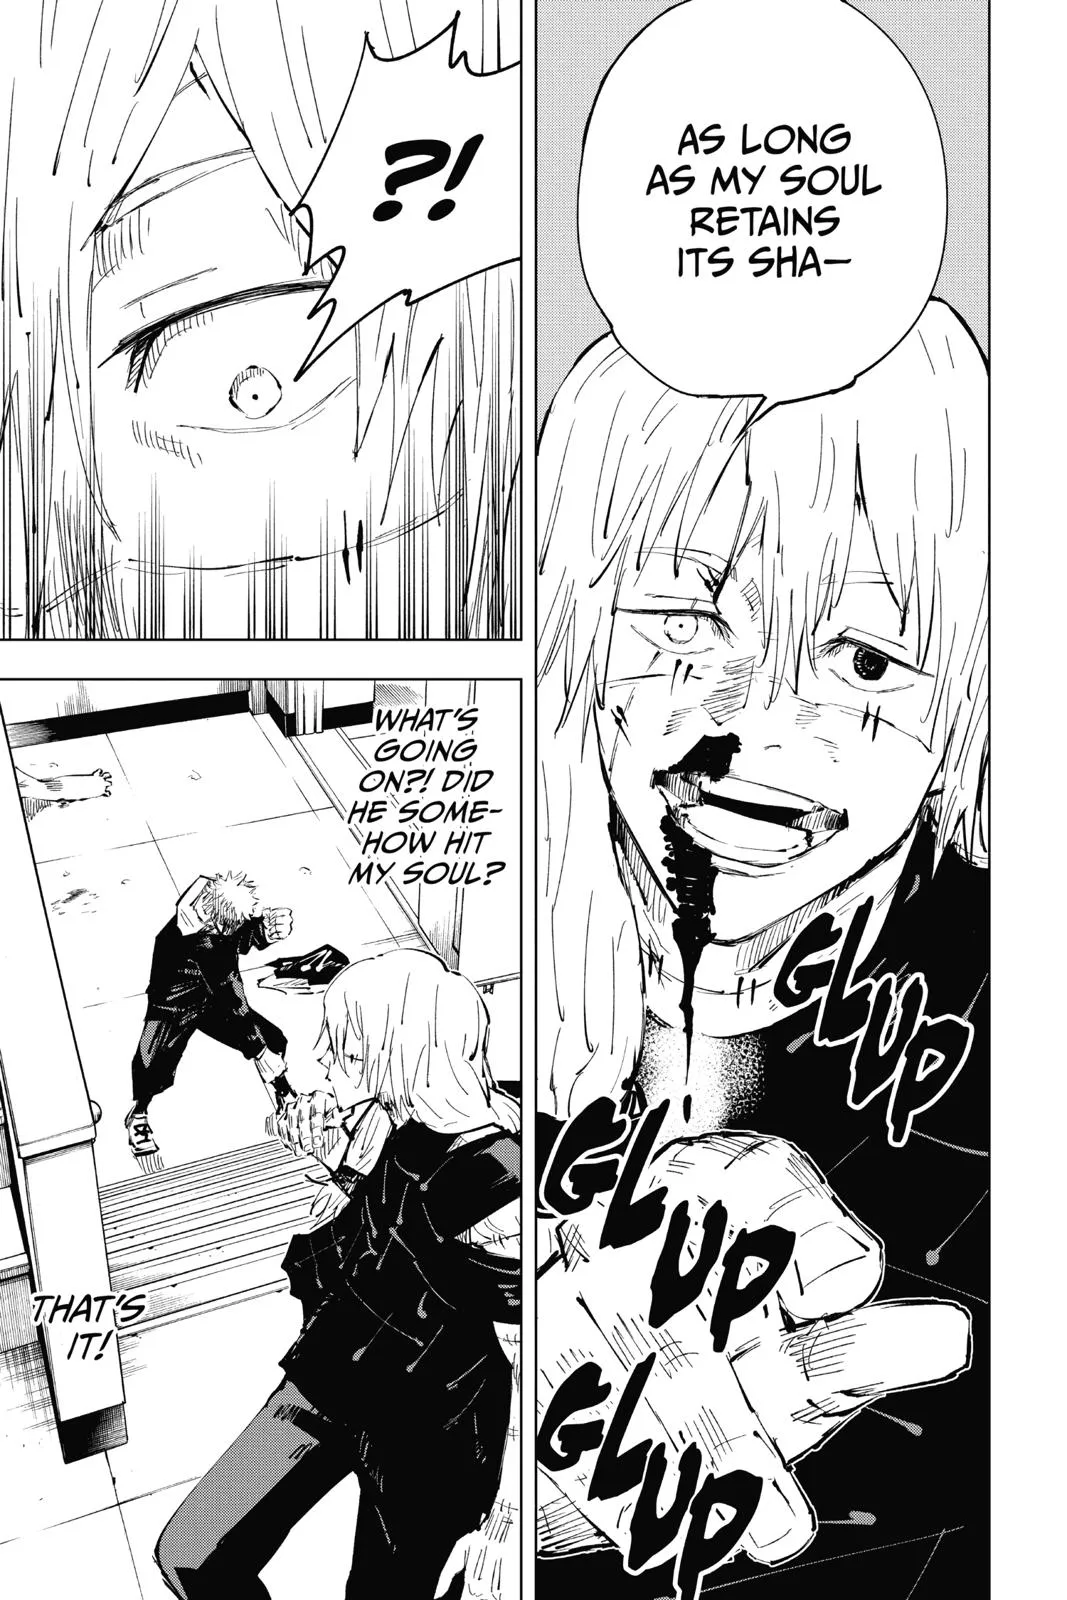 AS LONG
AS MY SOUL
RETAINS
ITS SHA—
GLUP
GLUP
GLUP
?!
WHAT'S
GOING
ON?! DID
HE SOME-
HOW HIT
MY SOUL?
THAT'S
IT!